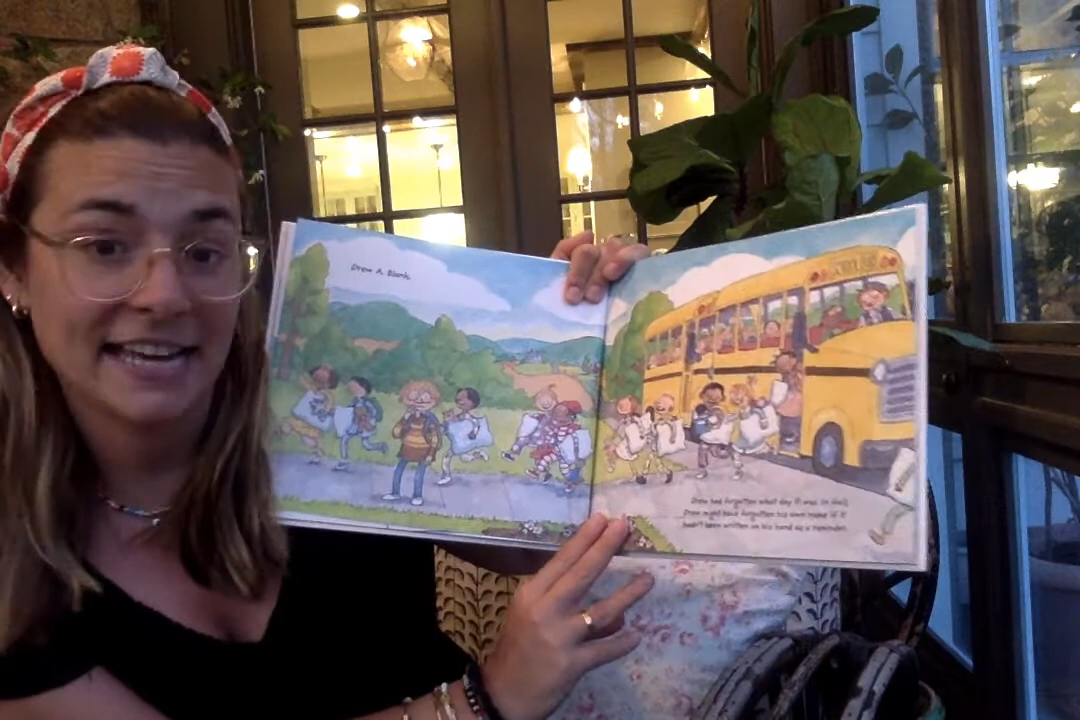 Drew A. Blank.
SCHOOL BUS
Drew had forgotten what day it was. In fact,
Drew might have forgotten his own name if it
hadn't been written on his hand as a reminder.